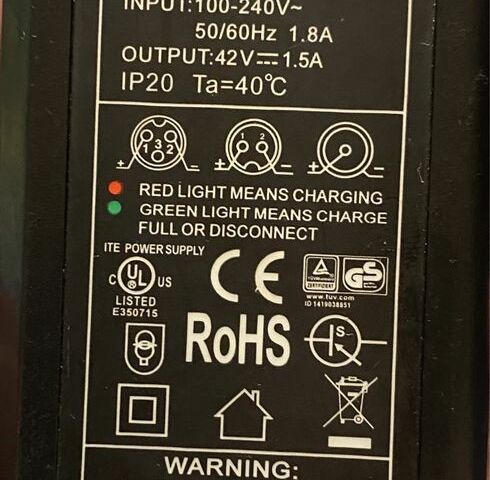 INPUT:100-240V~
50/60Hz 1.8A
OUTPUT:42V⎓1.5A
IP20 Ta=40℃
1 3 2
1 2
+ - + - + -
RED LIGHT MEANS CHARGING
GREEN LIGHT MEANS CHARGE
FULL OR DISCONNECT
ITE POWER SUPPLY
C UL US
LISTED
E350715
CE
GS
ZERTIFIZIERT
www.tuv.com
ID 1419038851
RoHS
S
WARNING: